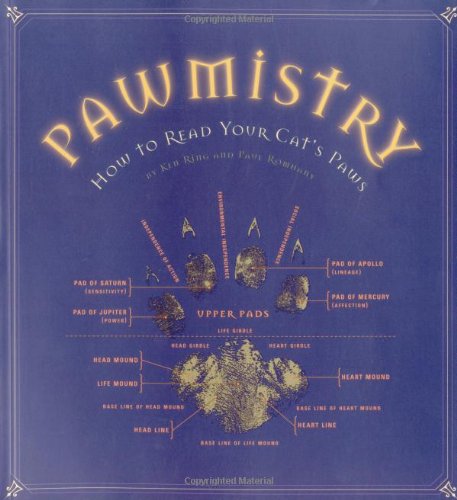 Copyrighted Material
PAWMISTRY
HOW TO READ YOUR CAT'S PAWS
BY KEN RING AND PAUL ROMHANY
INDEPENDENCE OF ACTION
ENVIRONMENTAL INDEPENDENCE
SOCIAL INDEPENDENCE
PAD OF APOLLO
(LINEAGE)
PAD OF SATURN
(SENSITIVITY)
PAD OF MERCURY
(AFFECTION)
PAD OF JUPITER
(POWER)
UPPER PADS
LIFE GIRDLE
HEAD GIRDLE
HEART GIRDLE
HEAD MOUND
HEART MOUND
LIFE MOUND
BASE LINE OF HEAD MOUND
BASE LINE OF HEART MOUND
HEAD LINE
HEART LINE
BASE LINE OF LIFE MOUND
Copyrighted Material